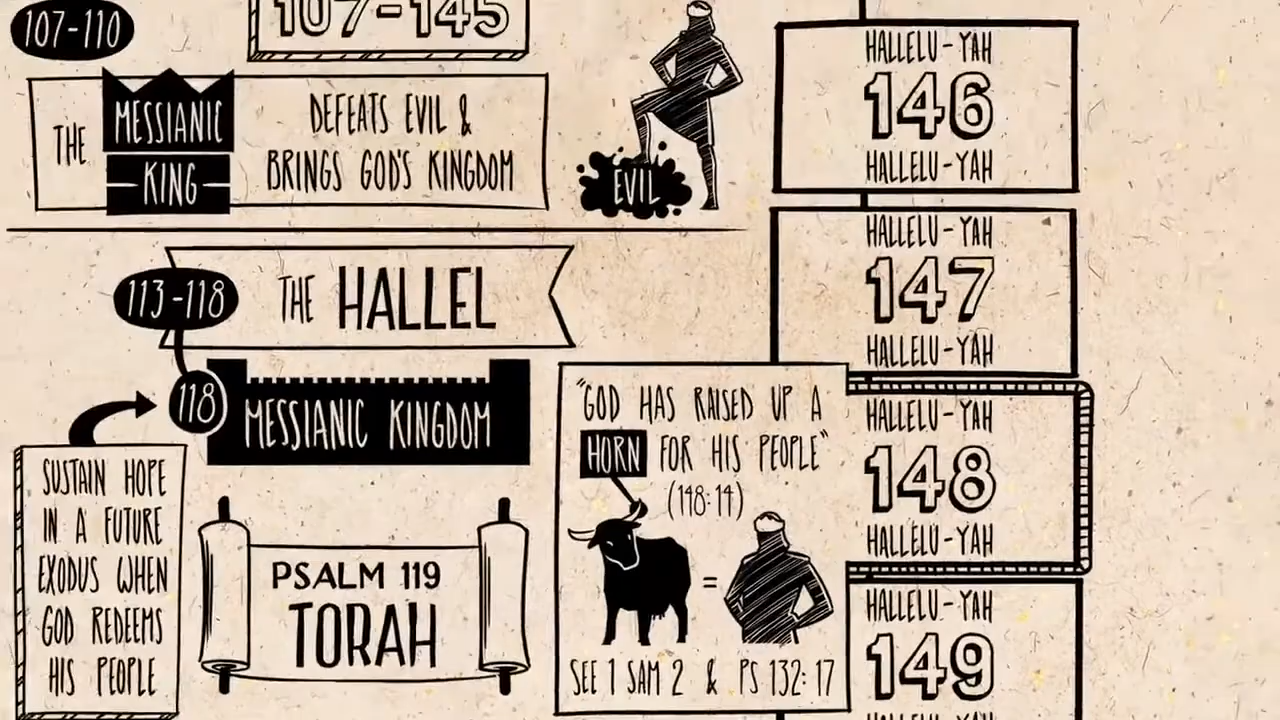 107-110
107-145
THE MESSIANIC KING
DEFEATS EVIL &
BRINGS GOD'S KINGDOM
EVIL
113-118
THE HALLEL
118
MESSIANIC KINGDOM
SUSTAIN HOPE
IN A FUTURE
EXODUS WHEN
GOD REDEEMS
HIS PEOPLE
PSALM 119
TORAH
"GOD HAS RAISED UP A
HORN FOR HIS PEOPLE"
(148:14)
=
SEE 1 SAM 2 & PS 132:17
HALLELU-YAH
146
HALLELU-YAH
HALLELU-YAH
147
HALLELU-YAH
HALLELU-YAH
148
HALLELU-YAH
HALLELU-YAH
149
HALLELU-YAH